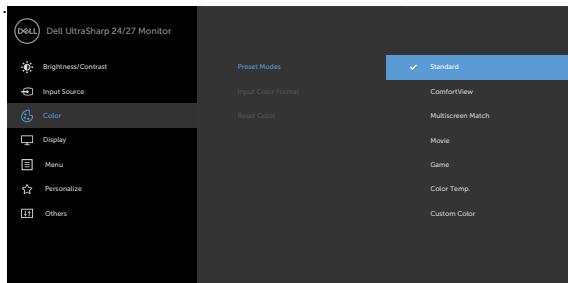 DELL
Dell UltraSharp 24/27 Monitor
Brightness/Contrast
Input Source
Color
Display
Menu
Personalize
Others
Preset Modes
Input Color Format
Reset Color
Standard
ComfortView
Multiscreen Match
Movie
Game
Color Temp.
Custom Color